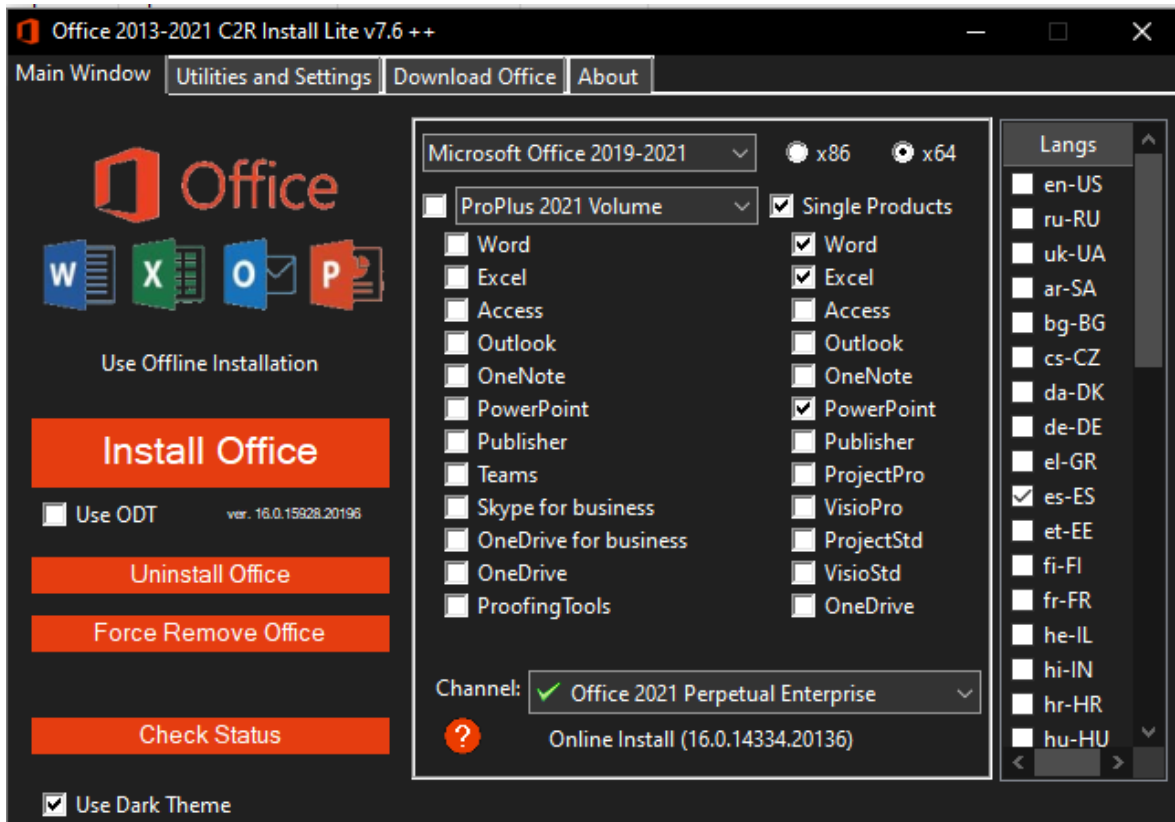 Office 2013-2021 C2R Install Lite v7.6 ++
Main Window
Utilities and Settings
Download Office
About
Office
W X O P
Use Offline Installation
Install Office
Use ODT
ver. 16.0.15928.20196
Uninstall Office
Force Remove Office
Check Status
Use Dark Theme
Microsoft Office 2019-2021
x86
x64
ProPlus 2021 Volume
Single Products
Word
Excel
Access
Outlook
OneNote
PowerPoint
Publisher
Teams
Skype for business
OneDrive for business
OneDrive
ProofingTools
Word
Excel
Access
Outlook
OneNote
PowerPoint
Publisher
ProjectPro
VisioPro
ProjectStd
VisioStd
OneDrive
Channel:
Office 2021 Perpetual Enterprise
?
Online Install (16.0.14334.20136)
Langs
en-US
ru-RU
uk-UA
ar-SA
bg-BG
cs-CZ
da-DK
de-DE
el-GR
es-ES
et-EE
fi-FI
fr-FR
he-IL
hi-IN
hr-HR
hu-HU